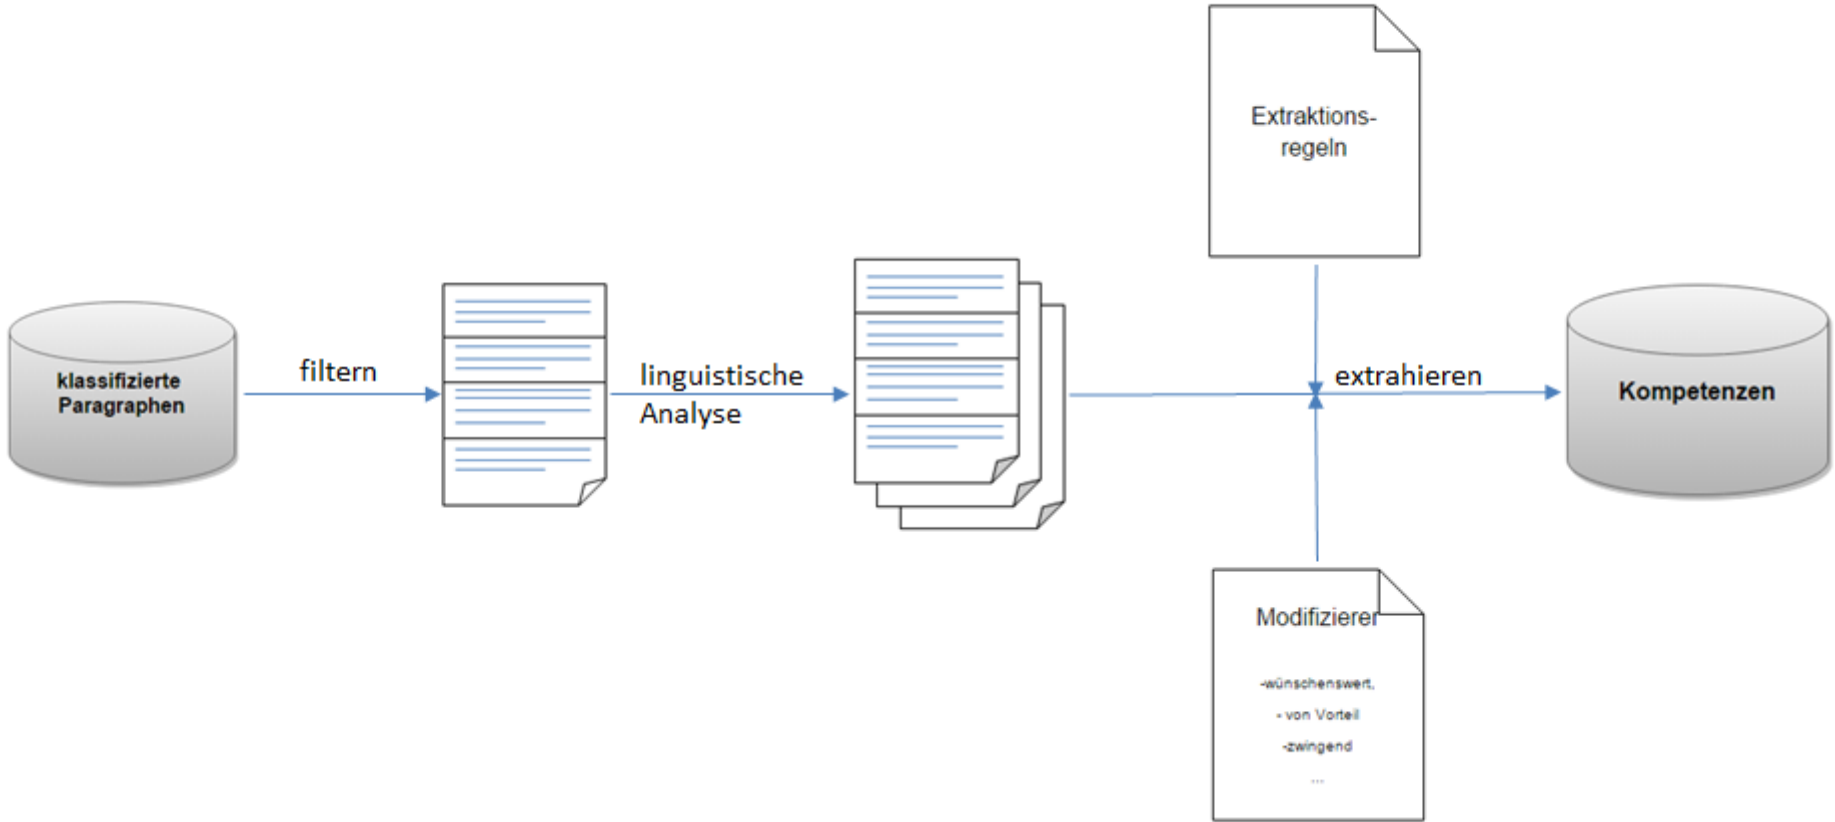 Extraktions-
regeln
klassifizierte
Paragraphen
filtern
linguistische
Analyse
extrahieren
Kompetenzen
Modifizierer
-wünschenswert,
- von Vorteil
-zwingend
...